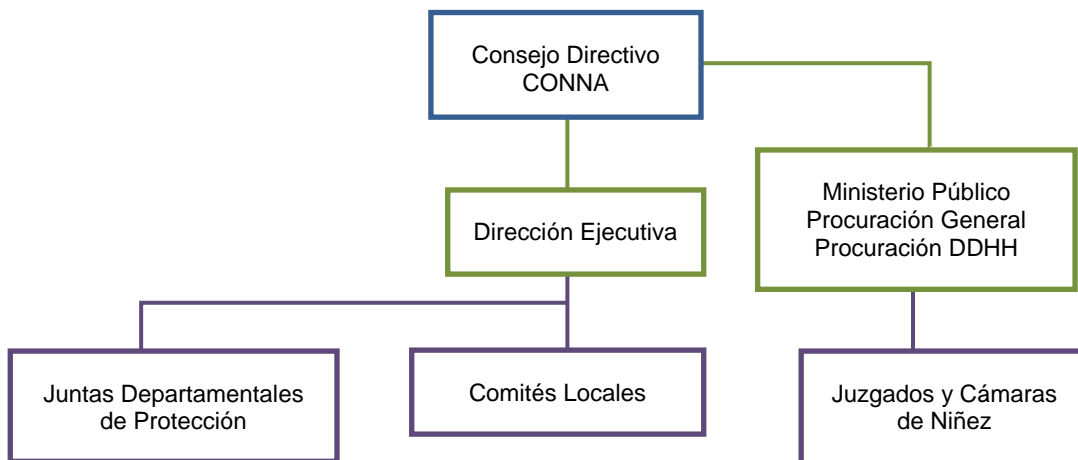 Consejo Directivo
CONNA
Dirección Ejecutiva
Ministerio Público
Procuración General
Procuración DDHH
Juntas Departamentales
de Protección
Comités Locales
Juzgados y Cámaras
de Niñez